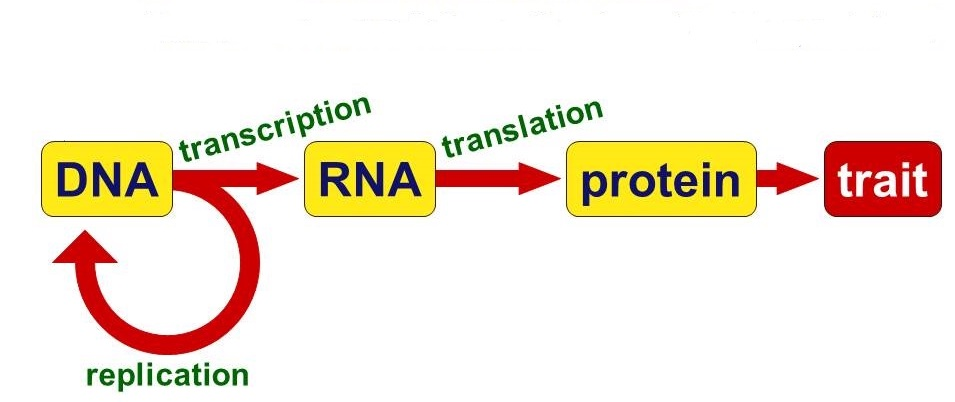 transcription
translation
DNA
RNA
protein
trait
replication